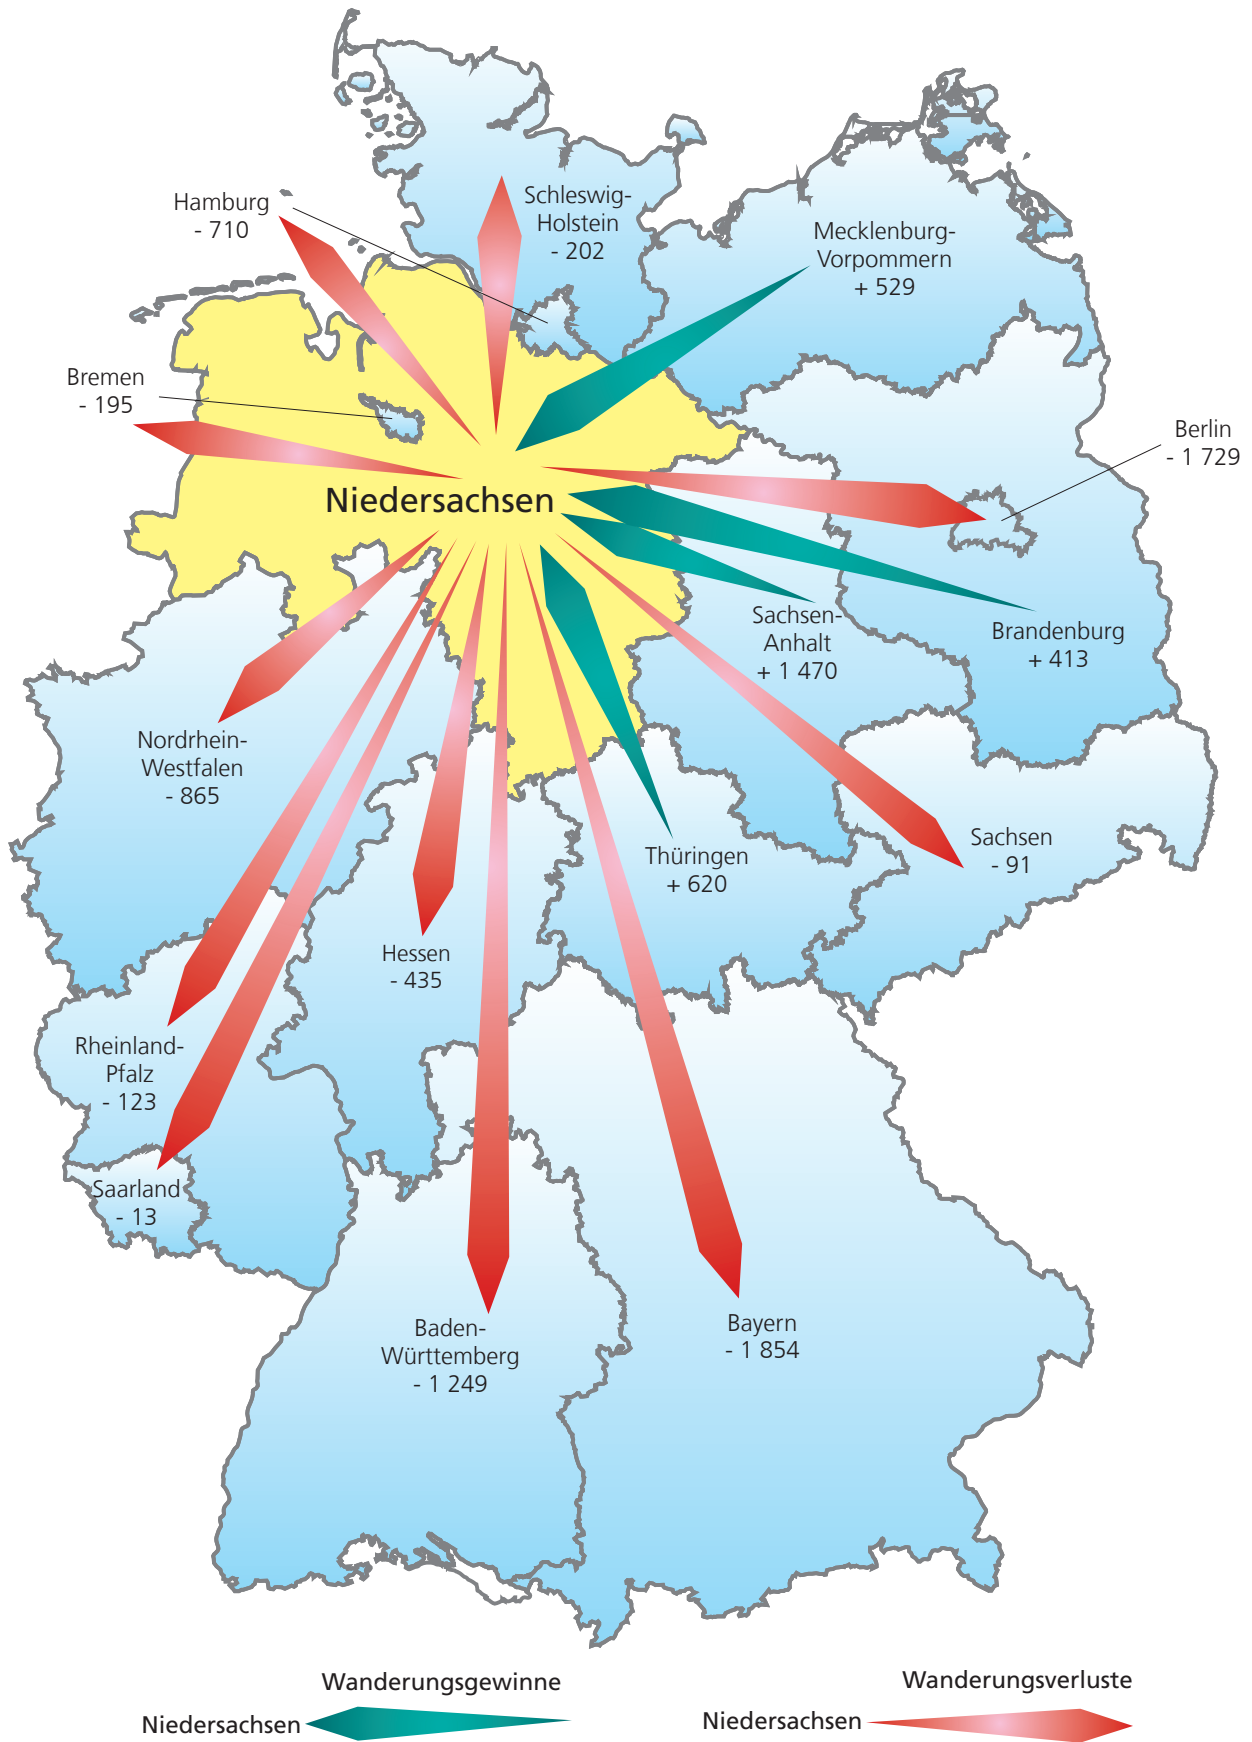 Hamburg
- 710
Schleswig-
Holstein
- 202
Mecklenburg-
Vorpommern
+ 529
Bremen
- 195
Berlin
- 1 729
Niedersachsen
Sachsen-
Anhalt
+ 1 470
Brandenburg
+ 413
Nordrhein-
Westfalen
- 865
Thüringen
+ 620
Sachsen
- 91
Hessen
- 435
Rheinland-
Pfalz
- 123
Saarland
- 13
Baden-
Württemberg
- 1 249
Bayern
- 1 854
Wanderungsgewinne
Niedersachsen
Wanderungsverluste
Niedersachsen